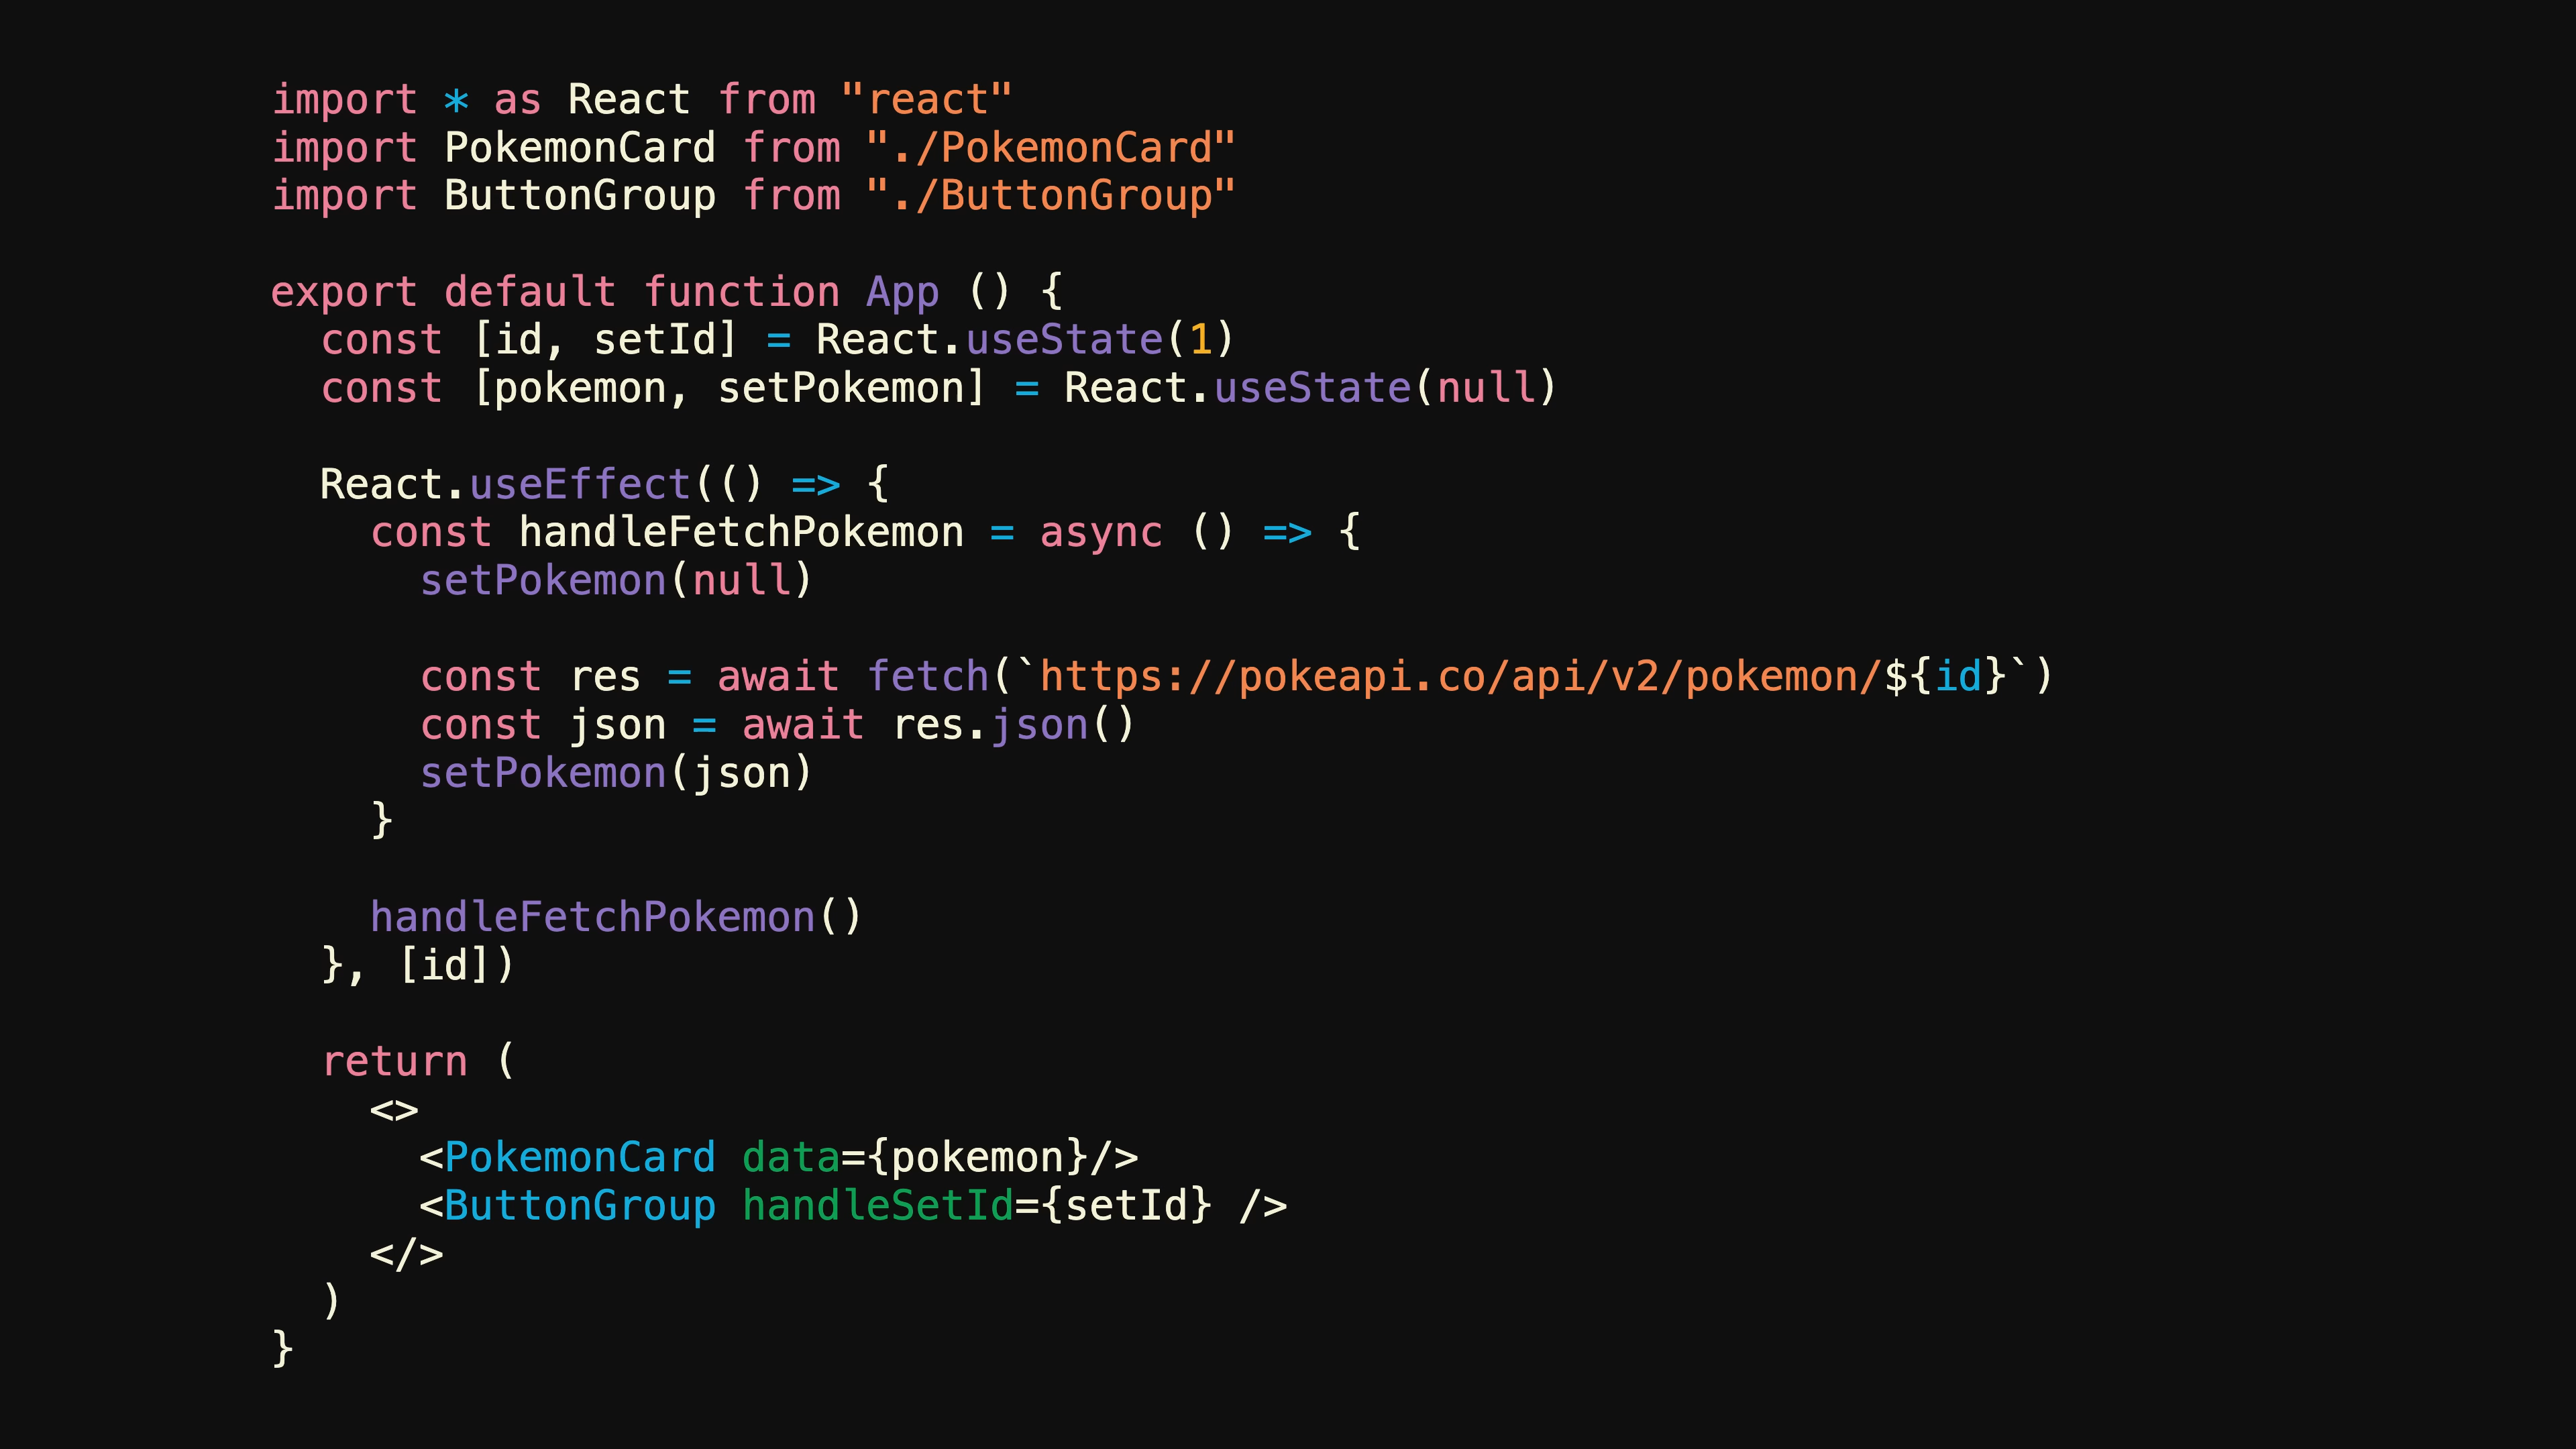 import * as React from "react"
import PokemonCard from "./PokemonCard"
import ButtonGroup from "./ButtonGroup"

export default function App () {
  const [id, setId] = React.useState(1)
  const [pokemon, setPokemon] = React.useState(null)

  React.useEffect(() => {
    const handleFetchPokemon = async () => {
      setPokemon(null)

      const res = await fetch(`https://pokeapi.co/api/v2/pokemon/${id}`)
      const json = await res.json()
      setPokemon(json)
    }

    handleFetchPokemon()
  }, [id])

  return (
    <>
      <PokemonCard data={pokemon}/>
      <ButtonGroup handleSetId={setId} />
    </>
  )
}